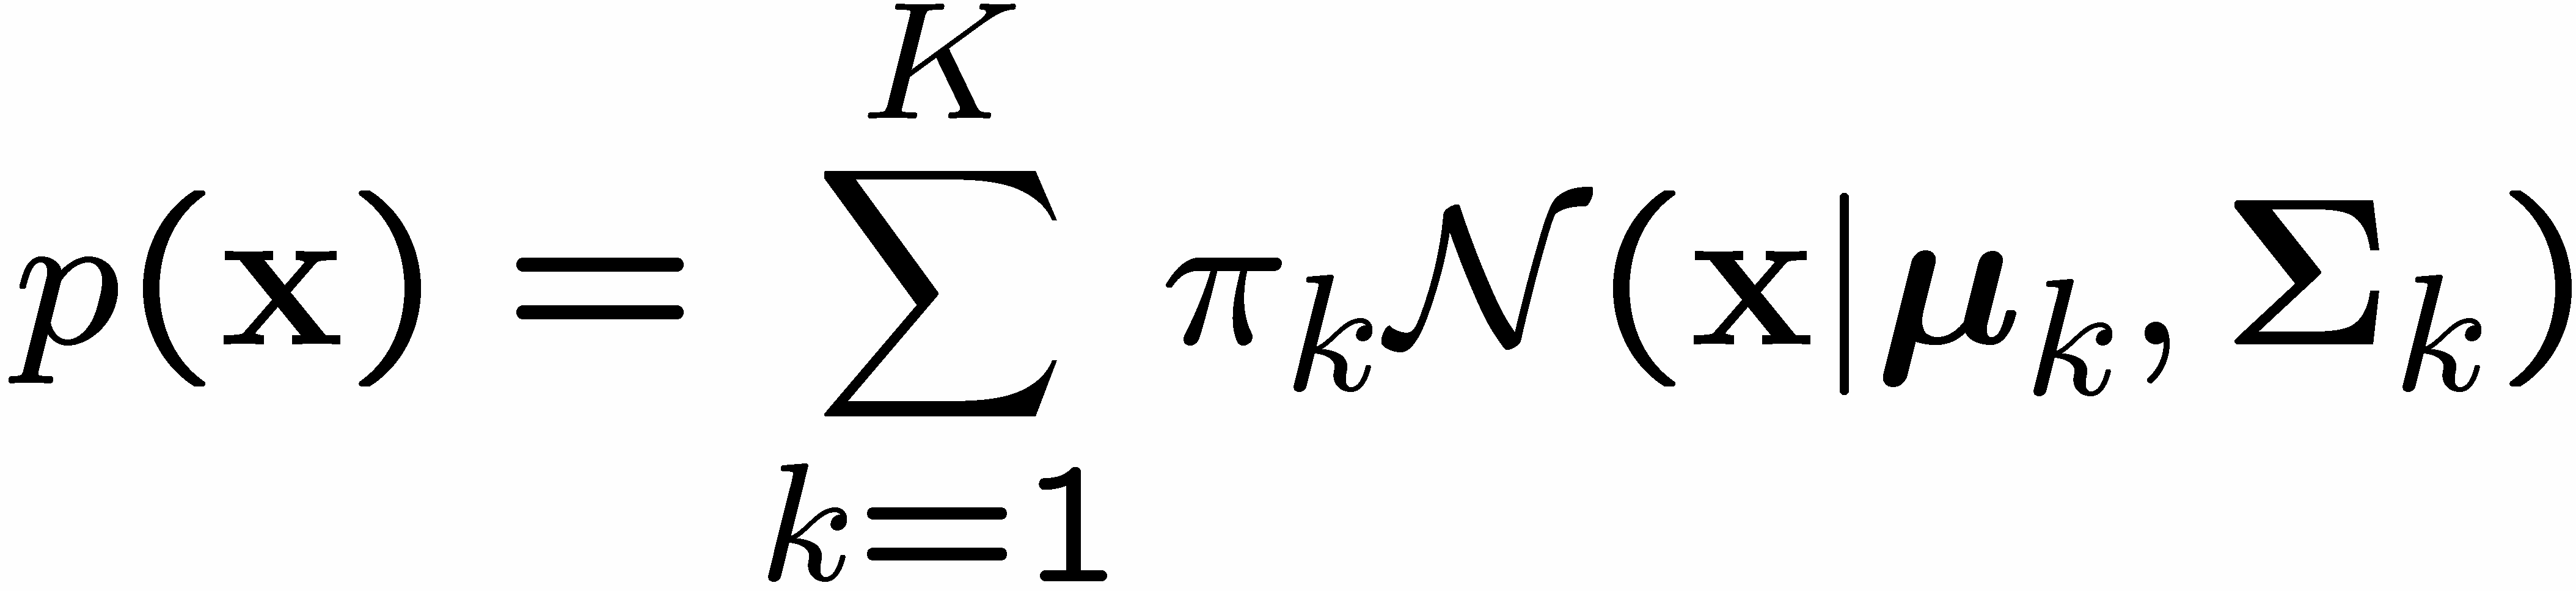 p(𝐱) = ∑_{k=1}^{K} π_k 𝒩(𝐱|𝝁_k, 𝚺_k)